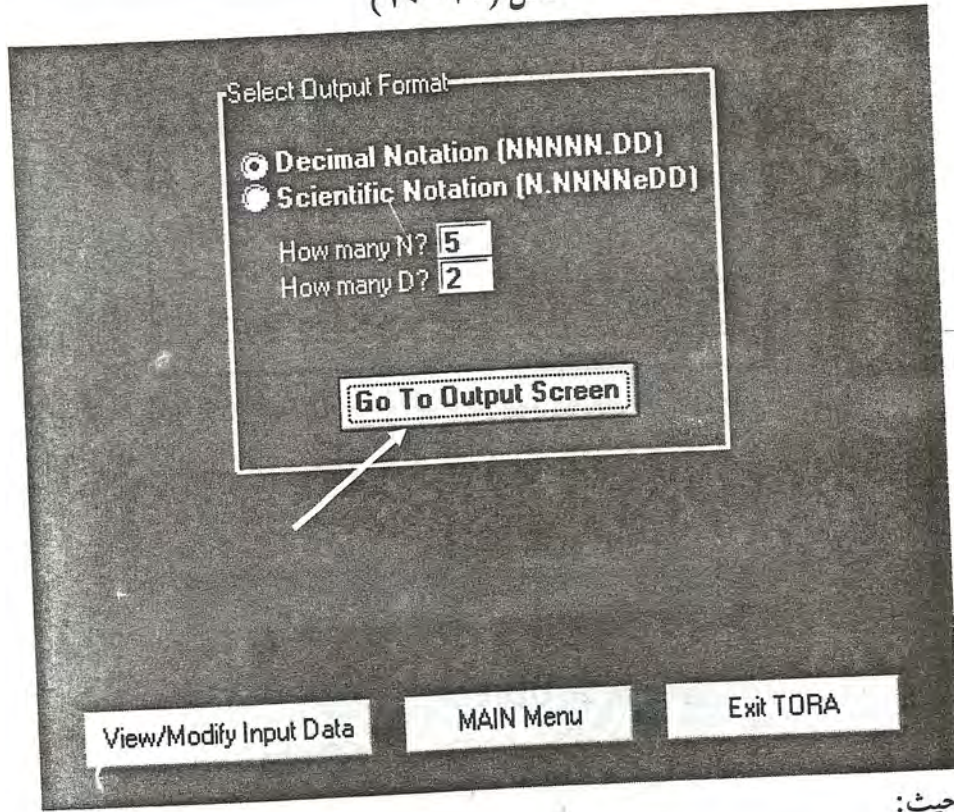 Select Output Format
Decimal Notation (NNNNN.DD)
Scientific Notation (N.NNNNeDD)
How many N? 5
How many D? 2
Go To Output Screen
View/Modify Input Data
MAIN Menu
Exit TORA
حيث: